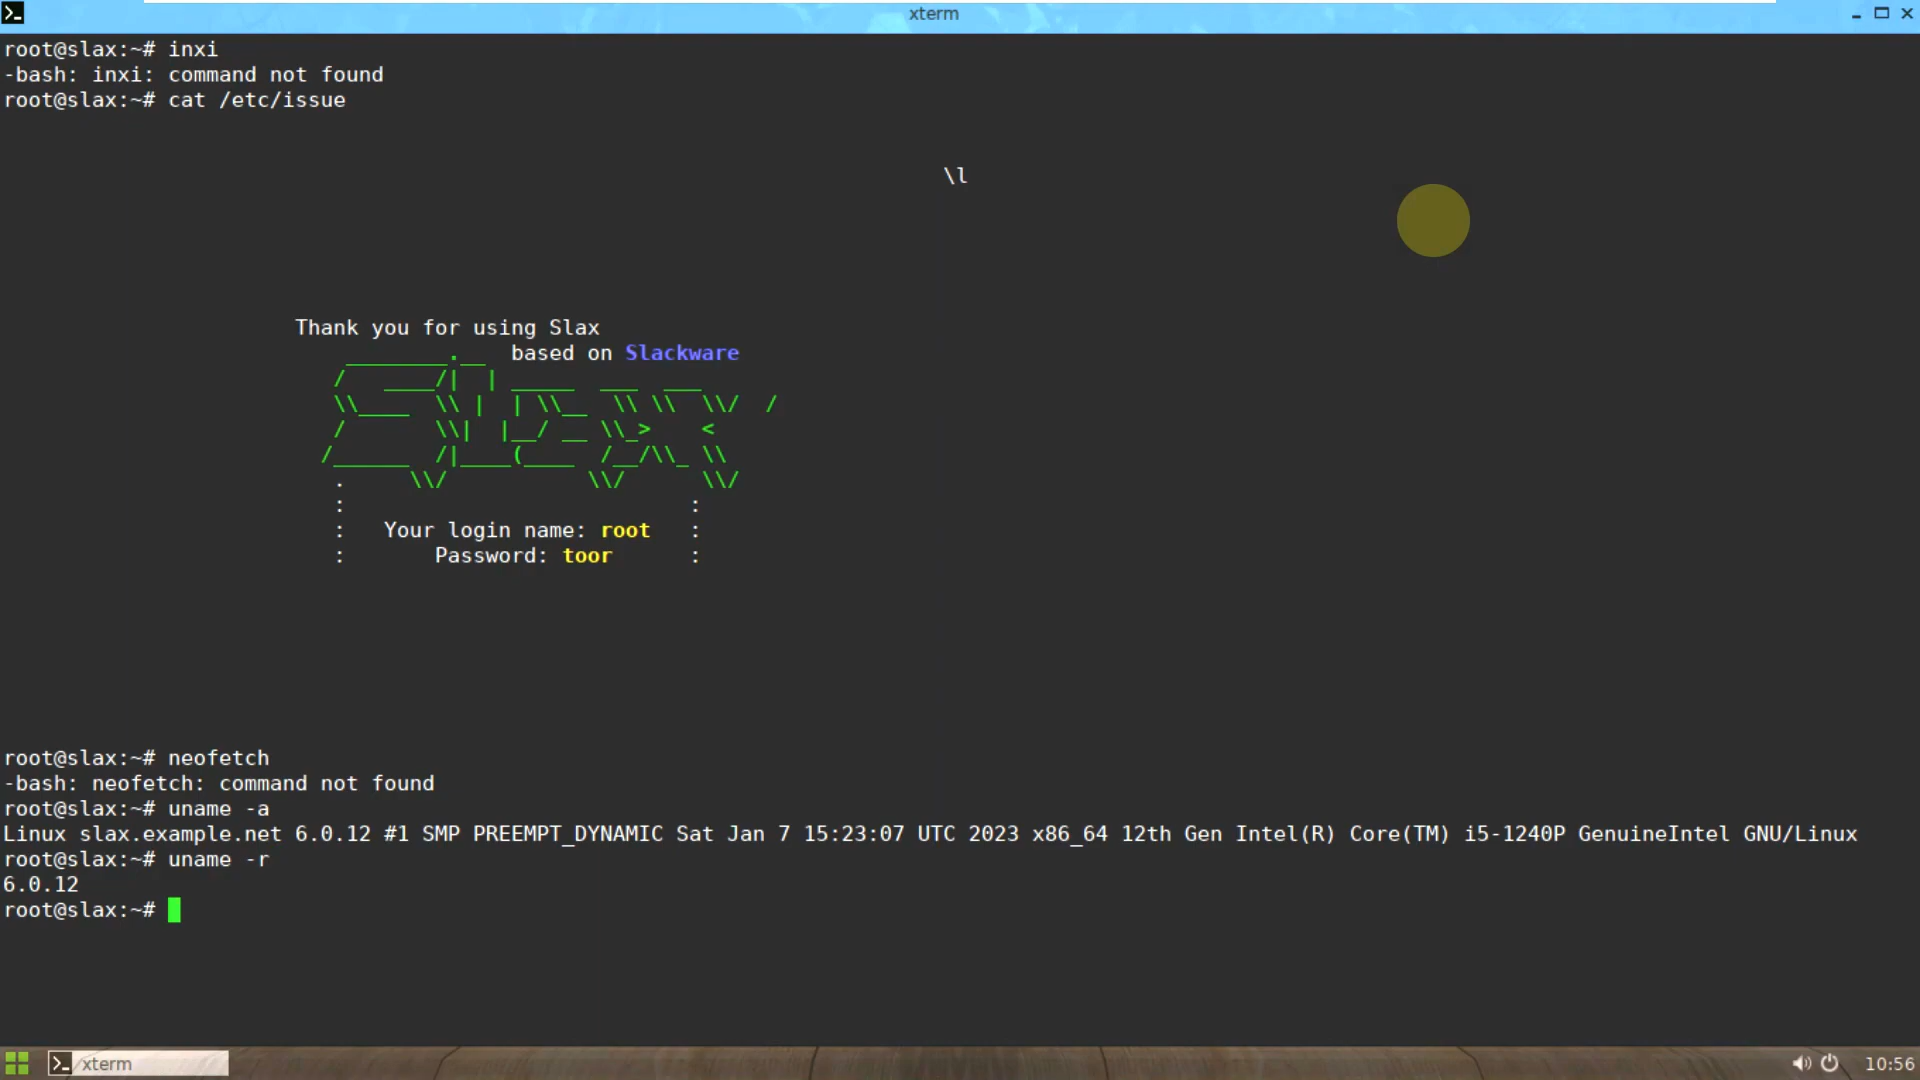 xterm
root@slax:~# inxi
-bash: inxi: command not found
root@slax:~# cat /etc/issue
\l
Thank you for using Slax
based on Slackware
Your login name: root
Password: toor
root@slax:~# neofetch
-bash: neofetch: command not found
root@slax:~# uname -a
Linux slax.example.net 6.0.12 #1 SMP PREEMPT_DYNAMIC Sat Jan 7 15:23:07 UTC 2023 x86_64 12th Gen Intel(R) Core(TM) i5-1240P GenuineIntel GNU/Linux
root@slax:~# uname -r
6.0.12
root@slax:~#
xterm
10:56